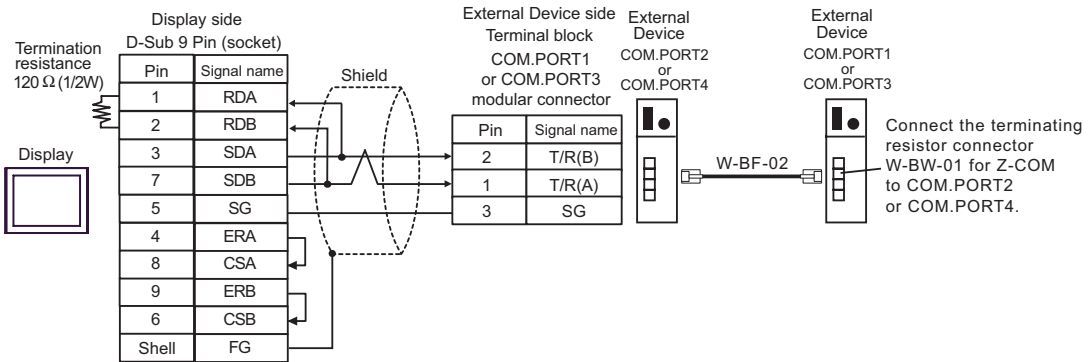 Termination
resistance
120 Ω (1/2W)
Display
Display side
D-Sub 9 Pin (socket)
Pin Signal name
1 RDA
2 RDB
3 SDA
7 SDB
5 SG
4 ERA
8 CSA
9 ERB
6 CSB
Shell FG
Shield
External Device side
Terminal block
COM.PORT1
or COM.PORT3
modular connector
Pin Signal name
2 T/R(B)
1 T/R(A)
3 SG
External
Device
COM.PORT2
or
COM.PORT4
W-BF-02
External
Device
COM.PORT1
or
COM.PORT3
Connect the terminating
resistor connector
W-BW-01 for Z-COM
to COM.PORT2
or COM.PORT4.